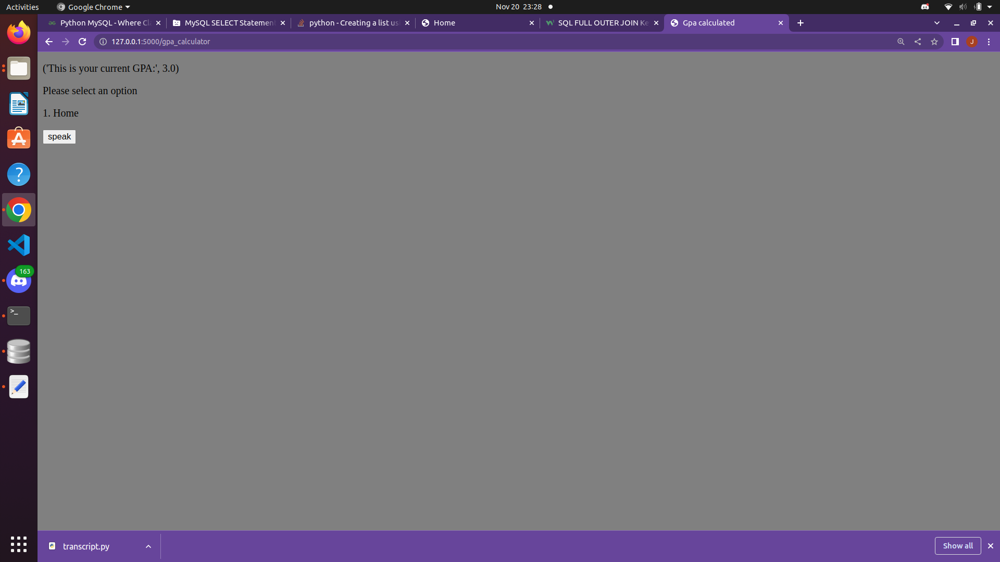 Activities
Google Chrome
Nov 20 23:28
Python MySQL - Where Cl
MySQL SELECT Statement
python - Creating a list us
Home
SQL FULL OUTER JOIN Ke
Gpa calculated
127.0.0.1:5000/gpa_calculator
J
('This is your current GPA:', 3.0)
Please select an option
1. Home
speak
163
transcript.py
Show all